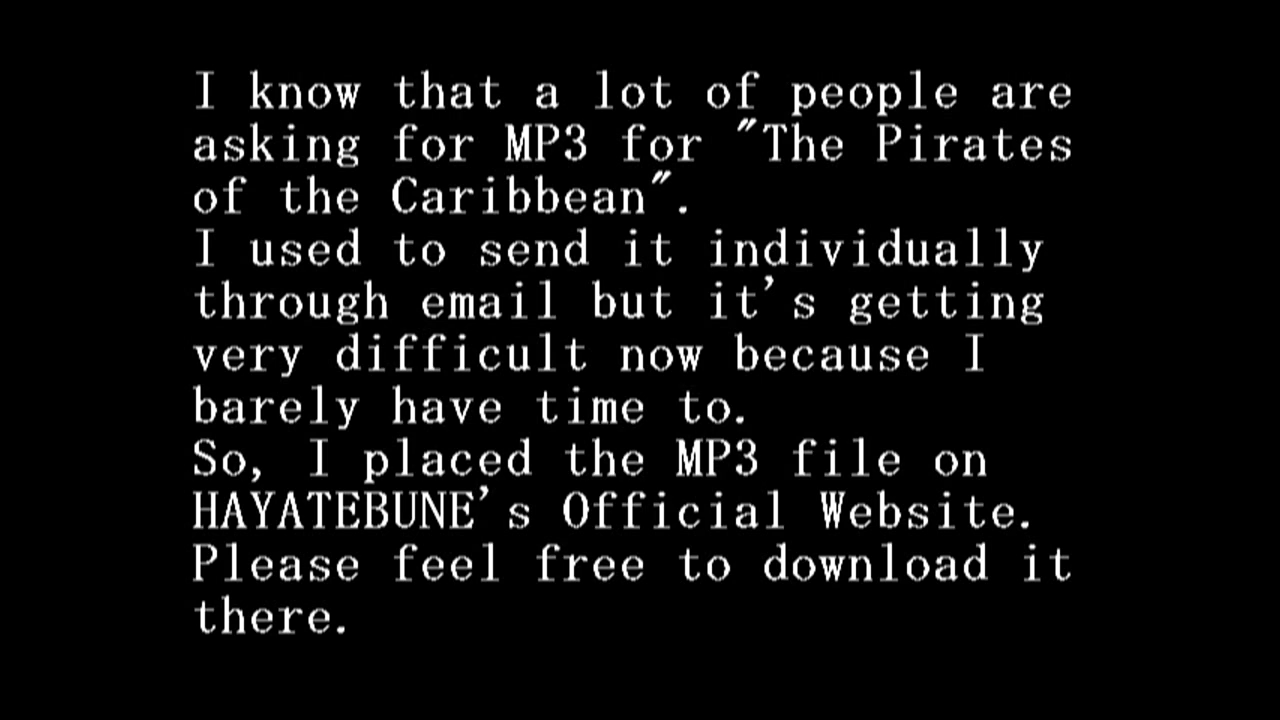 I know that a lot of people are
asking for MP3 for "The Pirates
of the Caribbean".
I used to send it individually
through email but it's getting
very difficult now because I
barely have time to.
So, I placed the MP3 file on
HAYATEBUNE's Official Website.
Please feel free to download it
there.